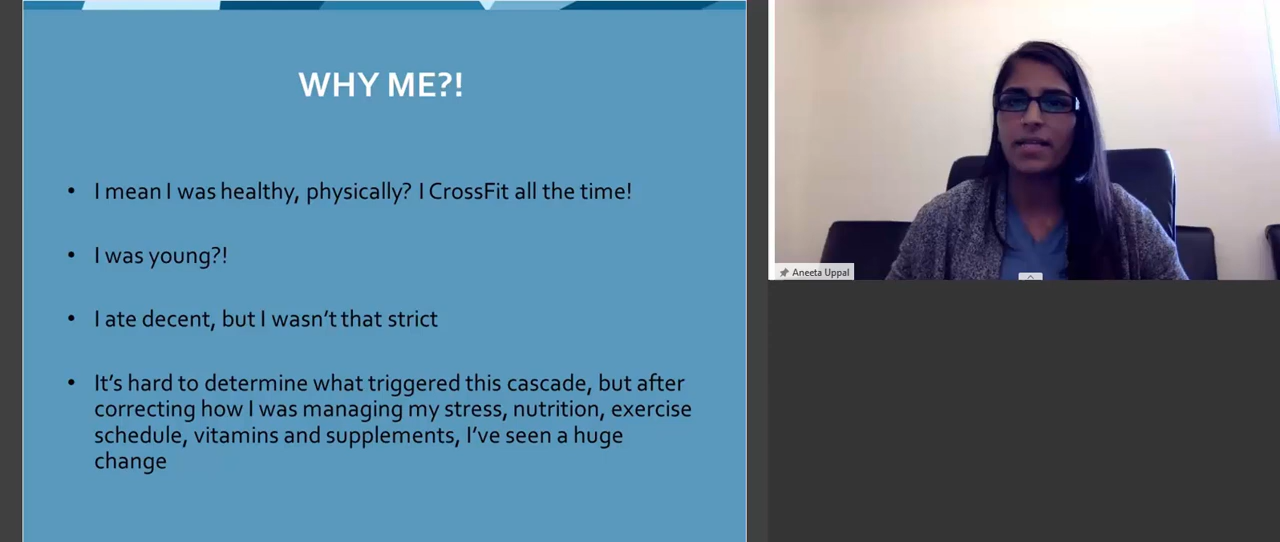 WHY ME?!
• I mean I was healthy, physically? I CrossFit all the time!
• I was young?!
• I ate decent, but I wasn't that strict
• It's hard to determine what triggered this cascade, but after
correcting how I was managing my stress, nutrition, exercise
schedule, vitamins and supplements, I've seen a huge
change
Aneeta Uppal